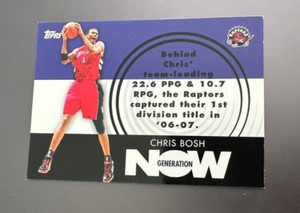 Topps
RAPTORS
Behind
Chris'
team-leading
22.6 PPG & 10.7
RPG, the Raptors
captured their 1st
division title in
'06-07.
CHRIS BOSH
NOW
GENERATION